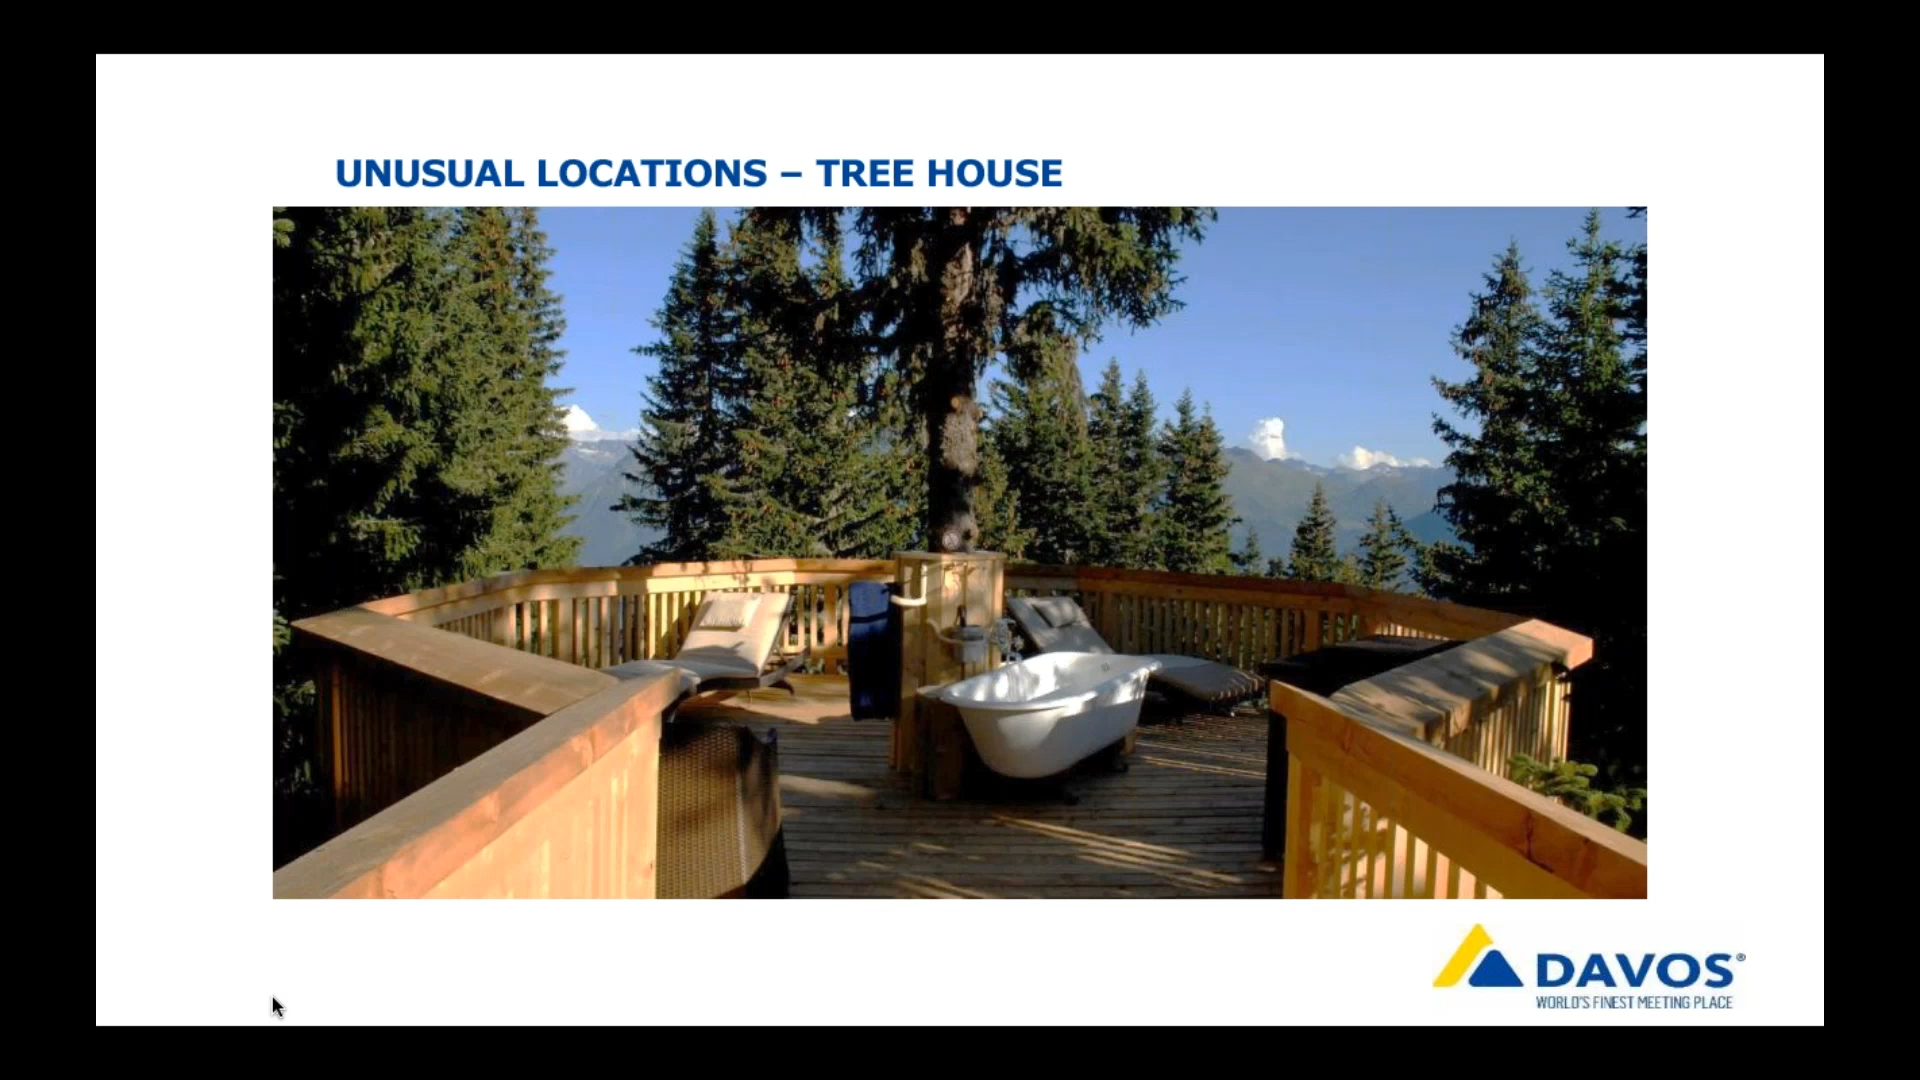 UNUSUAL LOCATIONS – TREE HOUSE
DAVOS®
WORLD'S FINEST MEETING PLACE